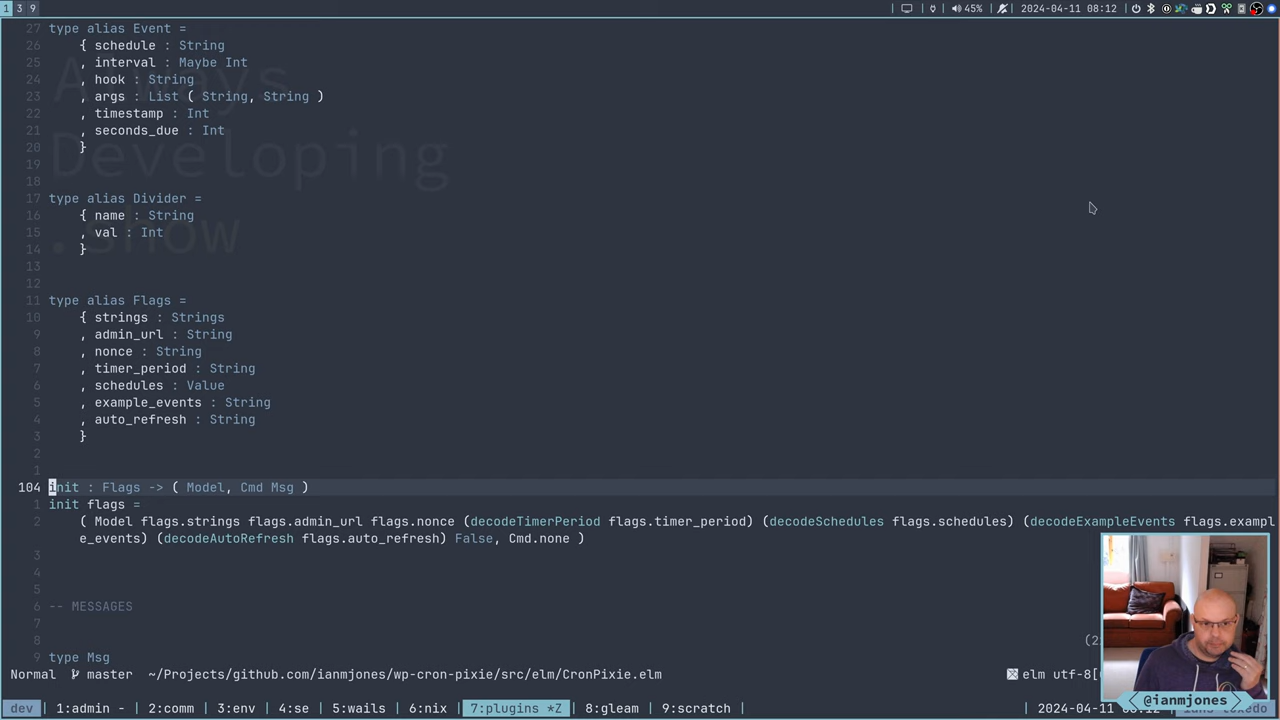 1 3 9
45% 2024-04-11 08:12
27 type alias Event =
26 { schedule : String
25 , interval : Maybe Int
24 , hook : String
23 , args : List ( String, String )
22 , timestamp : Int
21 , seconds_due : Int
20 }
19
18
17 type alias Divider =
16 { name : String
15 , val : Int
14 }
13
12
11 type alias Flags =
10 { strings : Strings
9 , admin_url : String
8 , nonce : String
7 , timer_period : String
6 , schedules : Value
5 , example_events : String
4 , auto_refresh : String
3 }
2
1
104 init : Flags -> ( Model, Cmd Msg )
1 init flags =
2 ( Model flags.strings flags.admin_url flags.nonce (decodeTimerPeriod flags.timer_period) (decodeSchedules flags.schedules) (decodeExampleEvents flags.exampl
e_events) (decodeAutoRefresh flags.auto_refresh) False, Cmd.none )
3
4
5
6 -- MESSAGES
7
8
9 type Msg
Always
Developing
.show
Normal master ~/Projects/github.com/ianmjones/wp-cron-pixie/src/elm/CronPixie.elm elm utf-8[
dev | 1:admin - | 2:comm | 3:env | 4:se | 5:wails | 6:nix | 7:plugins *Z | 8:gleam | 9:scratch |
@ianmjones